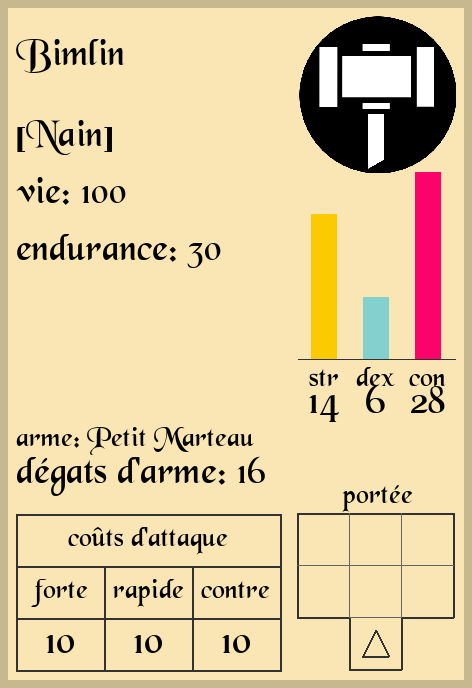 Bimlin
[Nain]
vie: 100
endurance: 30
str dex con
14 6 28
arme: Petit Marteau
dégats d'arme: 16
portée
coûts d'attaque
forte rapide contre
10 10 10